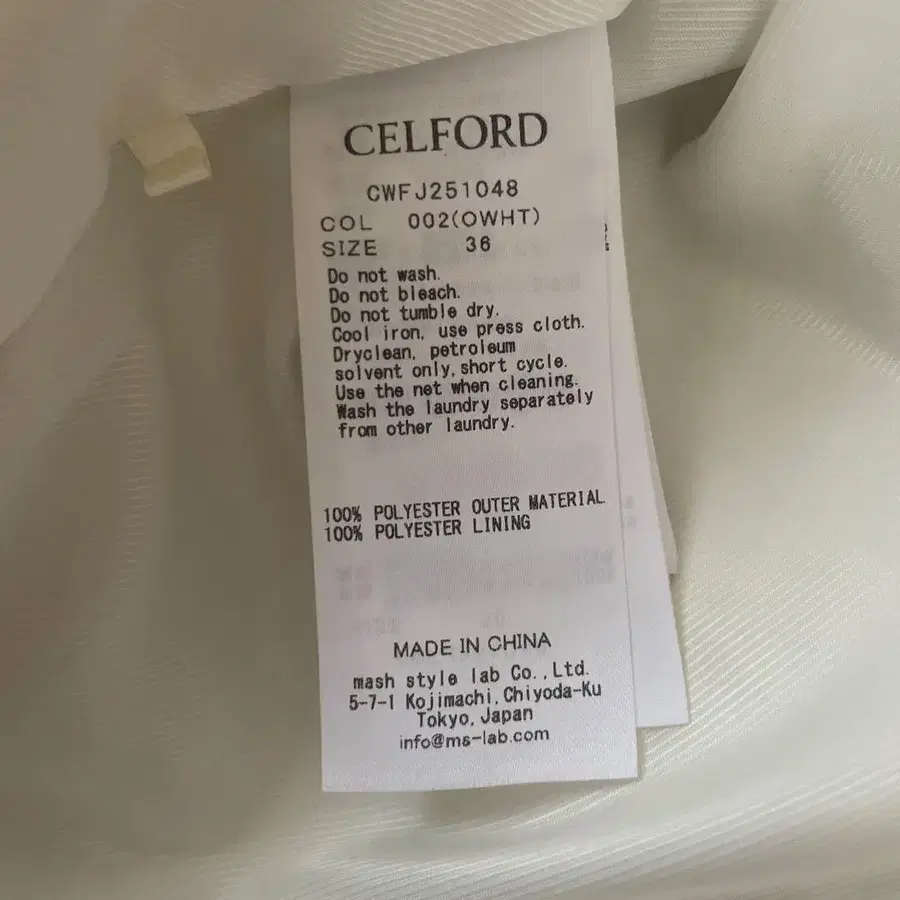 CELFORD
CWFJ251048
COL 002(OWHT)
SIZE 36
Do not wash.
Do not bleach.
Do not tumble dry.
Cool iron, use press cloth.
Dryclean, petroleum
solvent only,short cycle.
Use the net when cleaning.
Wash the laundry separately
from other laundry.
100% POLYESTER OUTER MATERIAL
100% POLYESTER LINING
MADE IN CHINA
mash style lab Co.,Ltd.
5-7-1 Kojimachi,Chiyoda-Ku
Tokyo,Japan
info@ms-lab.com